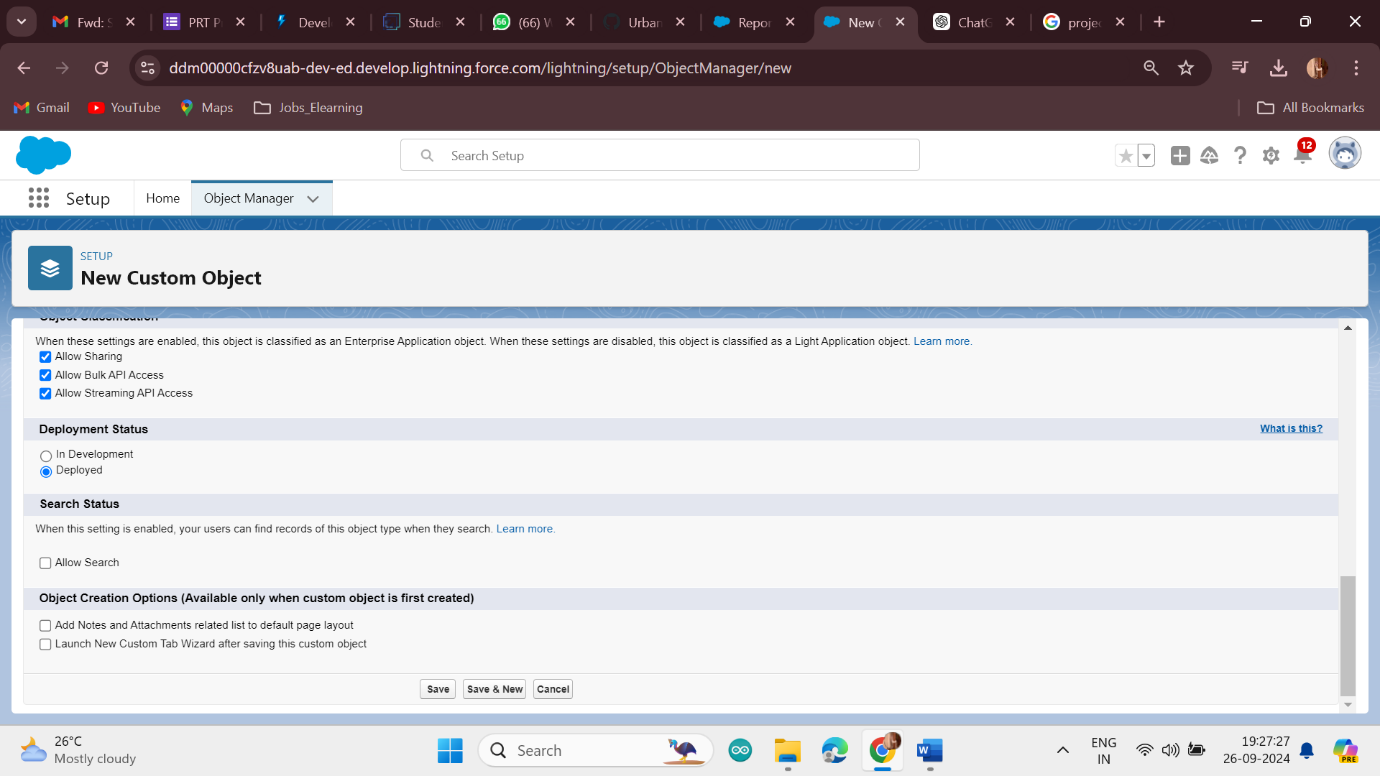 Fwd: S
PRT P
Devel
Stude
(66) W
Urban
Repor
New C
ChatG
projec
ddm00000cfzv8uab-dev-ed.develop.lightning.force.com/lightning/setup/ObjectManager/new
Gmail
YouTube
Maps
Jobs_Elearning
All Bookmarks
Search Setup
12
Setup
Home
Object Manager
SETUP
New Custom Object
Object Classification
When these settings are enabled, this object is classified as an Enterprise Application object. When these settings are disabled, this object is classified as a Light Application object. Learn more.
Allow Sharing
Allow Bulk API Access
Allow Streaming API Access
Deployment Status
What is this?
In Development
Deployed
Search Status
When this setting is enabled, your users can find records of this object type when they search. Learn more.
Allow Search
Object Creation Options (Available only when custom object is first created)
Add Notes and Attachments related list to default page layout
Launch New Custom Tab Wizard after saving this custom object
Save
Save & New
Cancel
26°C
Mostly cloudy
Search
ENG
IN
19:27:27
26-09-2024
PRE